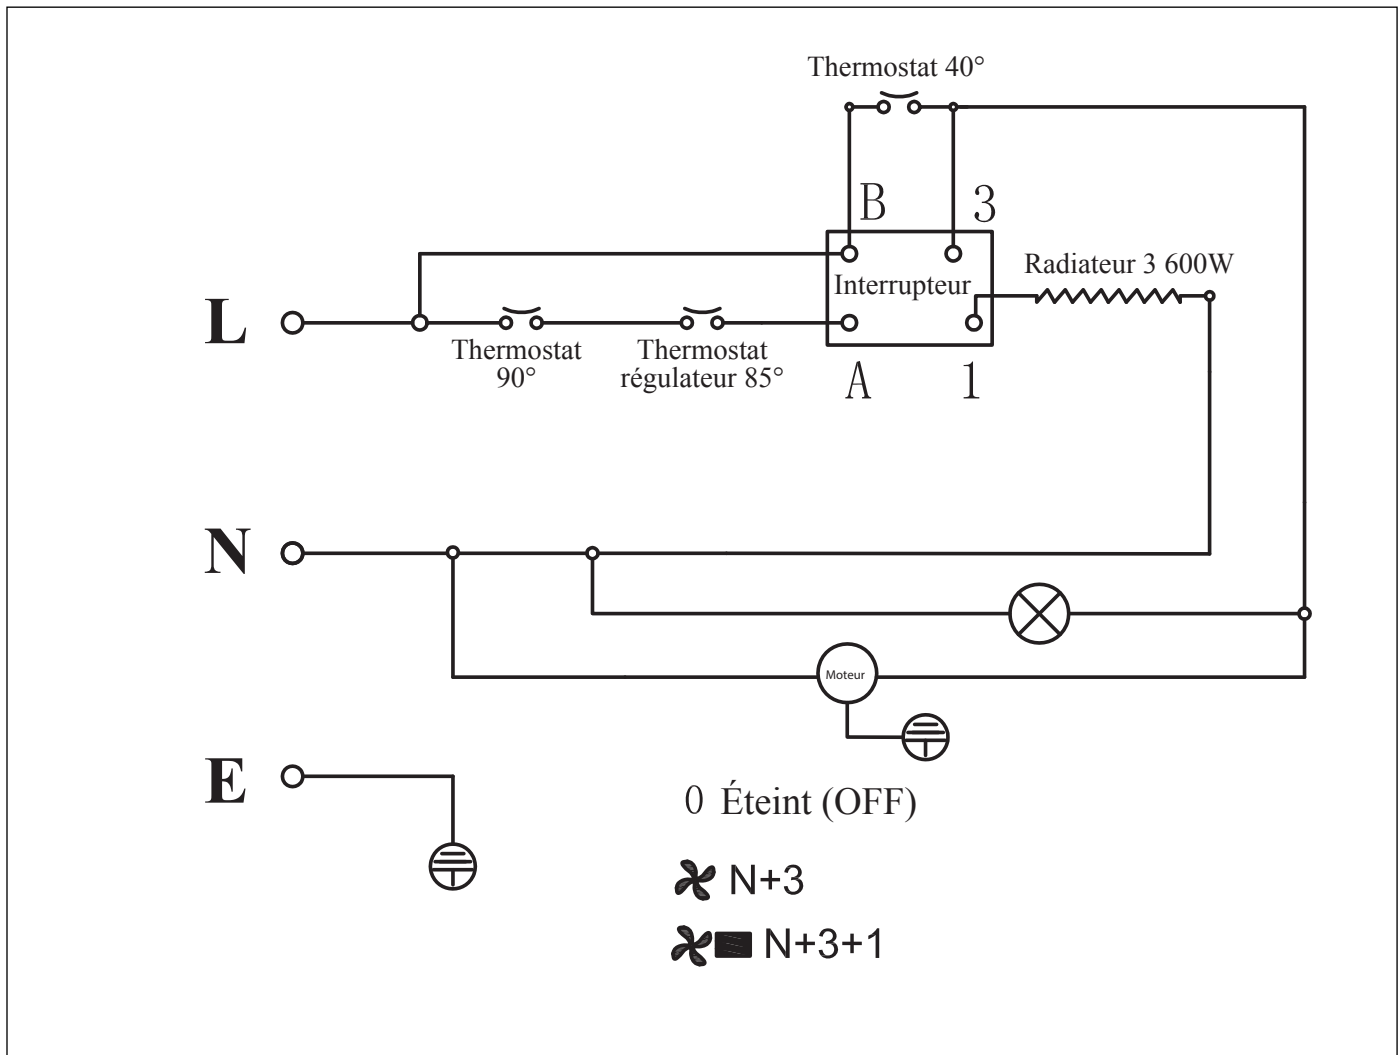 Thermostat 40°
B 3
Radiateur 3 600W
Interrupteur
L
Thermostat
90°
Thermostat
régulateur 85°
A 1
N
Moteur
E
0 Éteint (OFF)
N+3
N+3+1